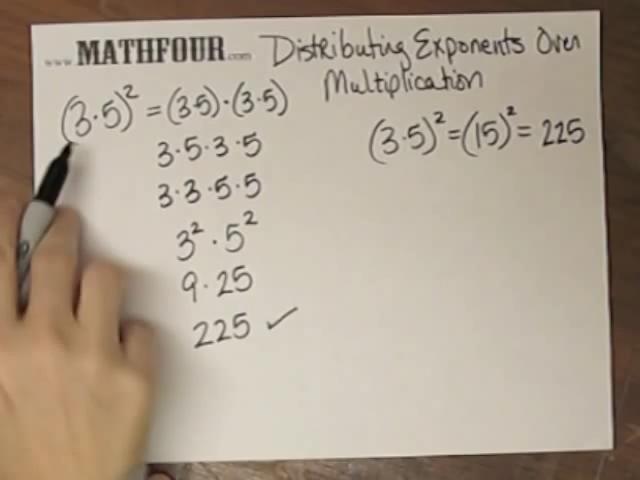 www.MATHFOUR.com Distributing Exponents Over
Multiplication
(3·5)² = (3·5)·(3·5)
3·5·3·5
3·3·5·5
3²·5²
9·25
225 ✓
(3·5)² = (15)² = 225